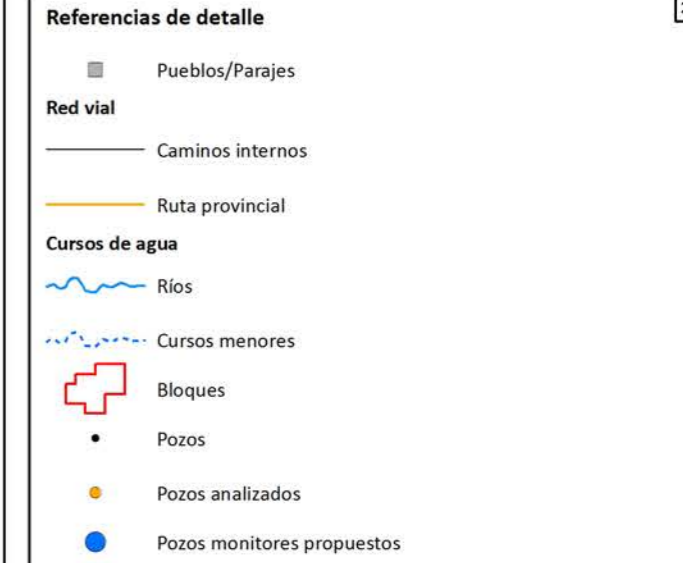 Referencias de detalle
Pueblos/Parajes
Red vial
Caminos internos
Ruta provincial
Cursos de agua
Ríos
Cursos menores
Bloques
Pozos
Pozos analizados
Pozos monitores propuestos